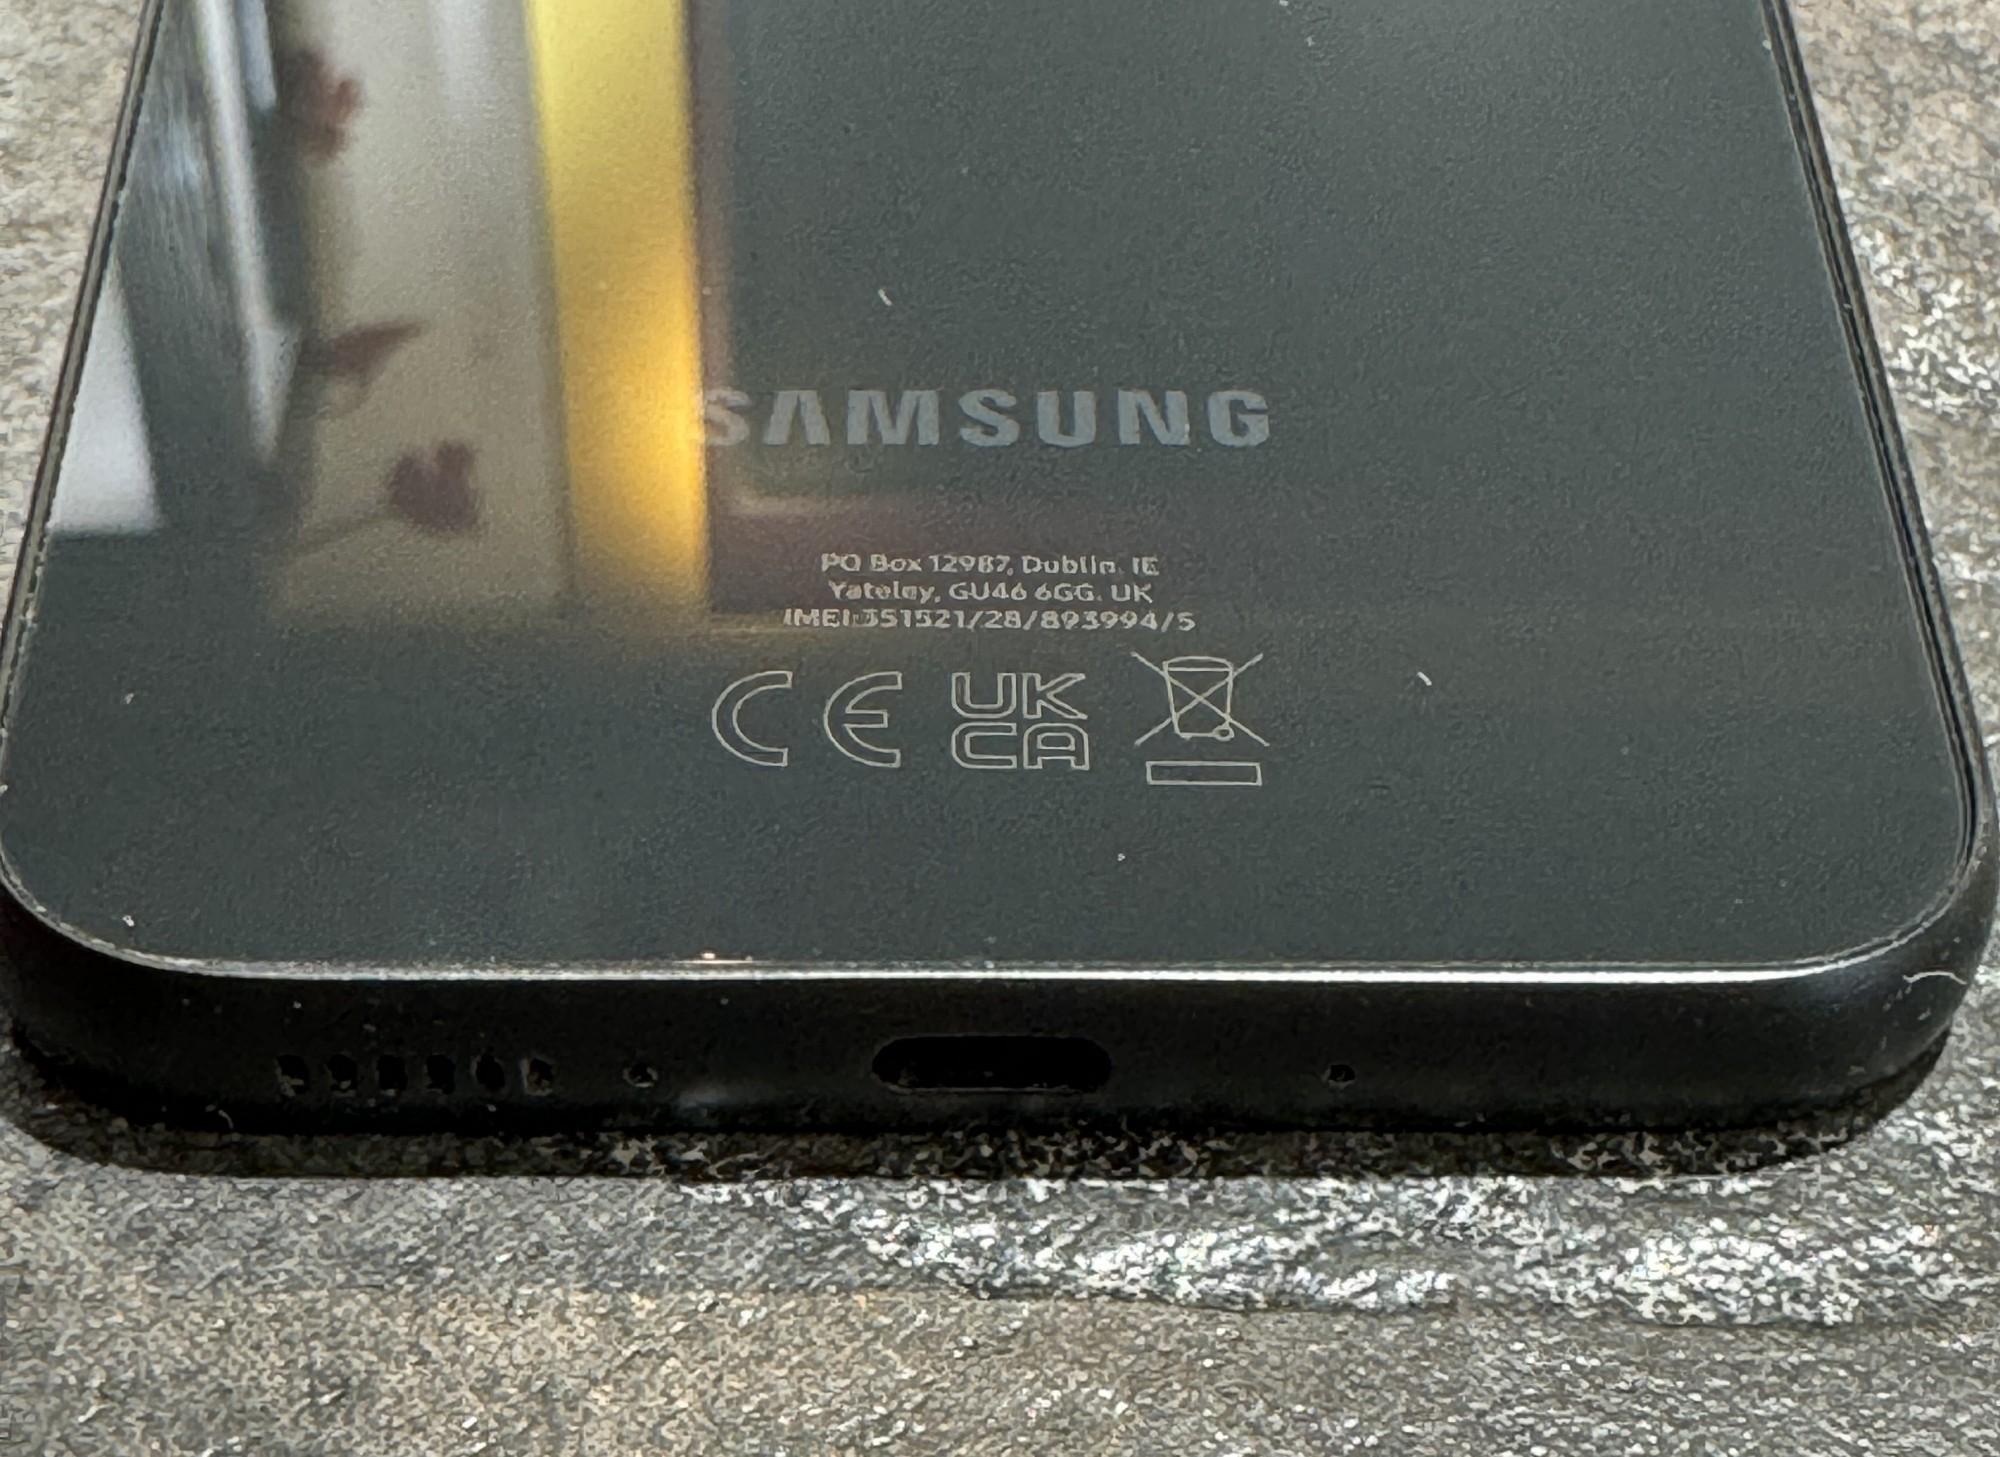 SAMSUNG
PO Box 12987, Dublin. IE
Yateley, GU46 6GG. UK
IMEI:351521/28/893994/5
CE UK
CA